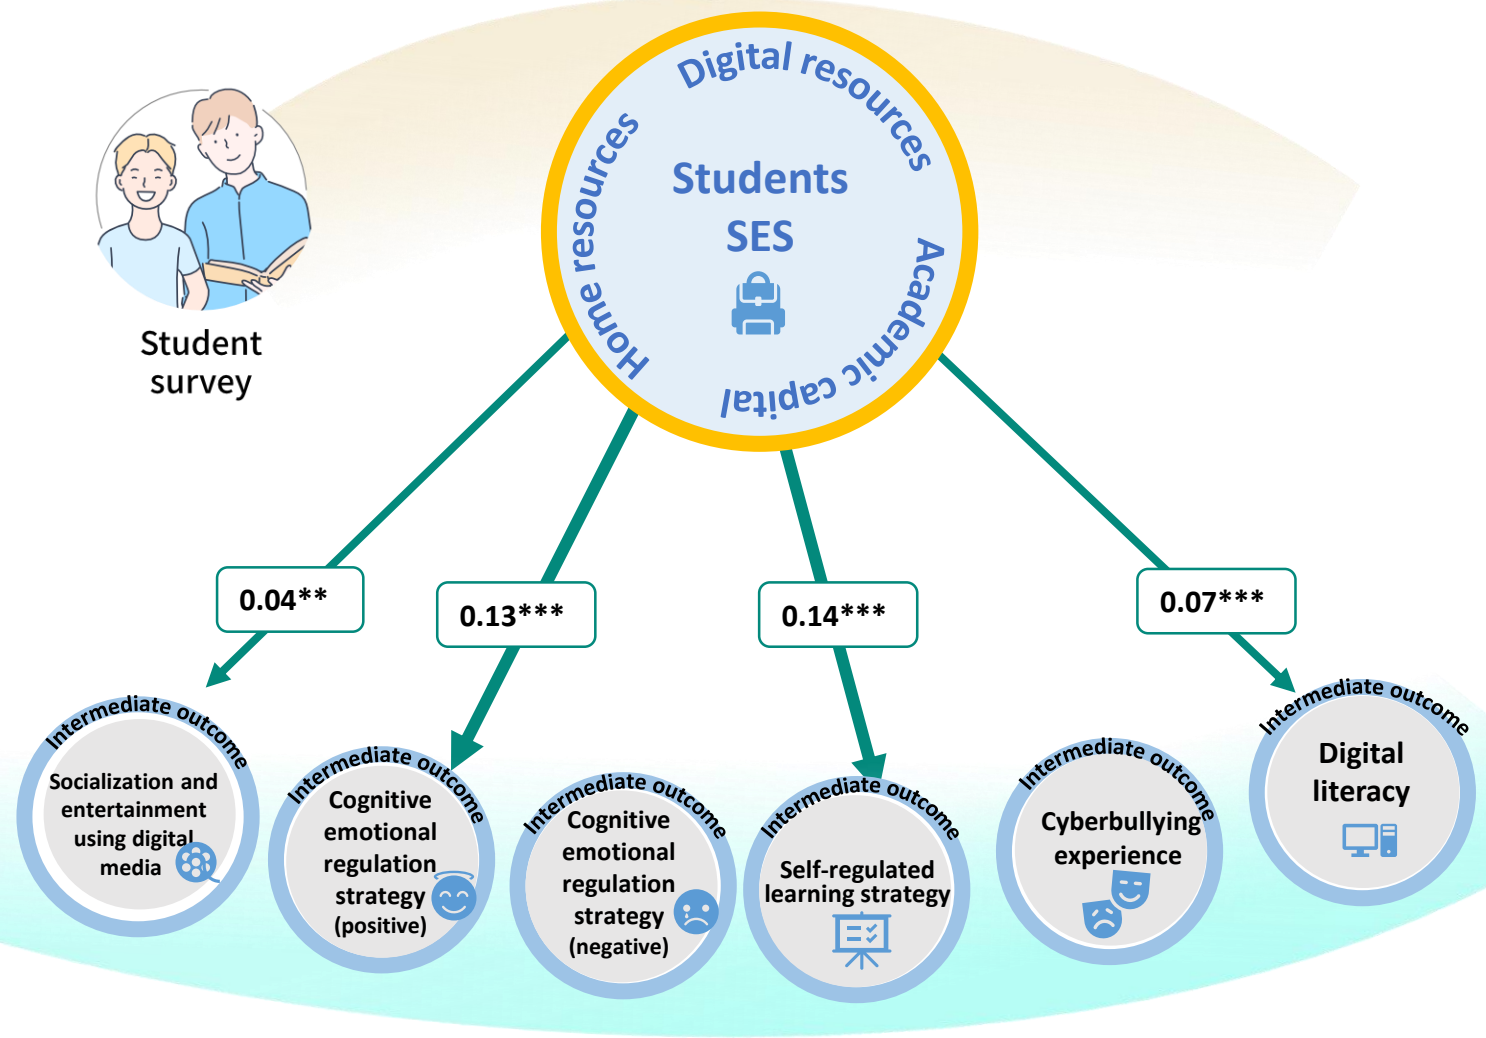 Digital resources
Home resources
Academic capital
Students
SES
Student
survey
0.04**
0.13***
0.14***
0.07***
Intermediate outcome
Socialization and
entertainment
using digital
media
Intermediate outcome
Cognitive
emotional
regulation
strategy
(positive)
Intermediate outcome
Cognitive
emotional
regulation
strategy
(negative)
Intermediate outcome
Self-regulated
learning strategy
Intermediate outcome
Cyberbullying
experience
Intermediate outcome
Digital
literacy